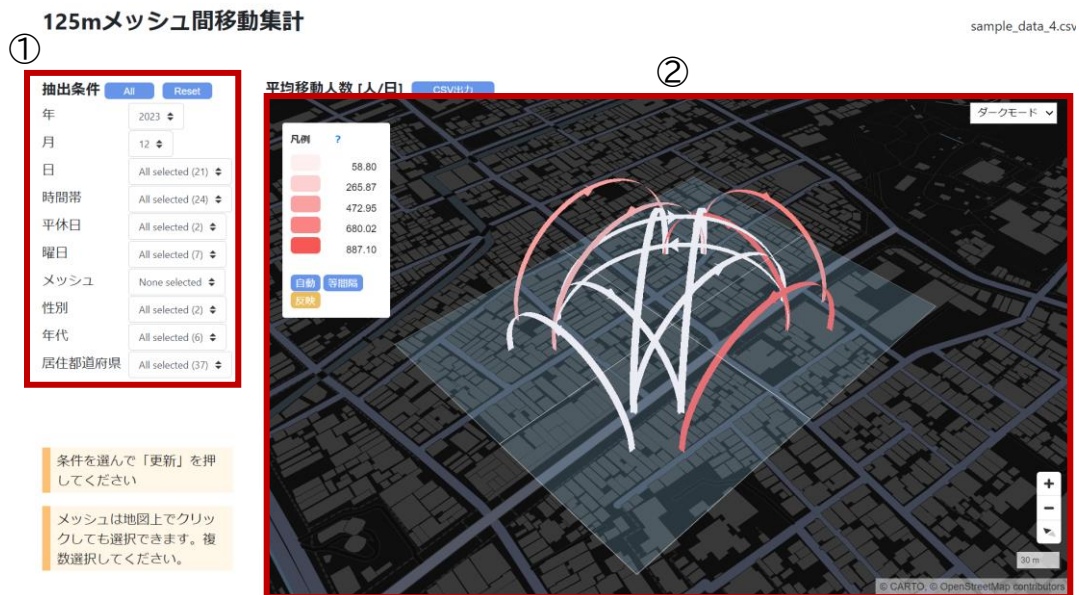 125mメッシュ間移動集計
sample_data_4.csv
①
②
抽出条件 All Reset
年 2023
月 12
日 All selected (21)
時間帯 All selected (24)
平休日 All selected (2)
曜日 All selected (7)
メッシュ None selected
性別 All selected (2)
年代 All selected (6)
居住都道府県 All selected (37)
条件を選んで「更新」を押
してください
メッシュは地図上でクリッ
クしても選択できます。複
数選択してください。
平均移動人数 [人/日] CSV出力
ダークモード
凡例 ?
58.80
265.87
472.95
680.02
887.10
自動 等間隔
反映
+
−
30 m
© CARTO, © OpenStreetMap contributors